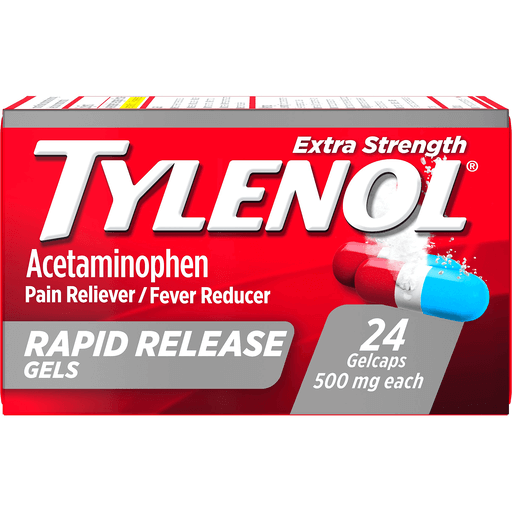 Extra Strength
TYLENOL®
Acetaminophen
Pain Reliever / Fever Reducer
RAPID RELEASE
GELS
24
Gelcaps
500 mg each